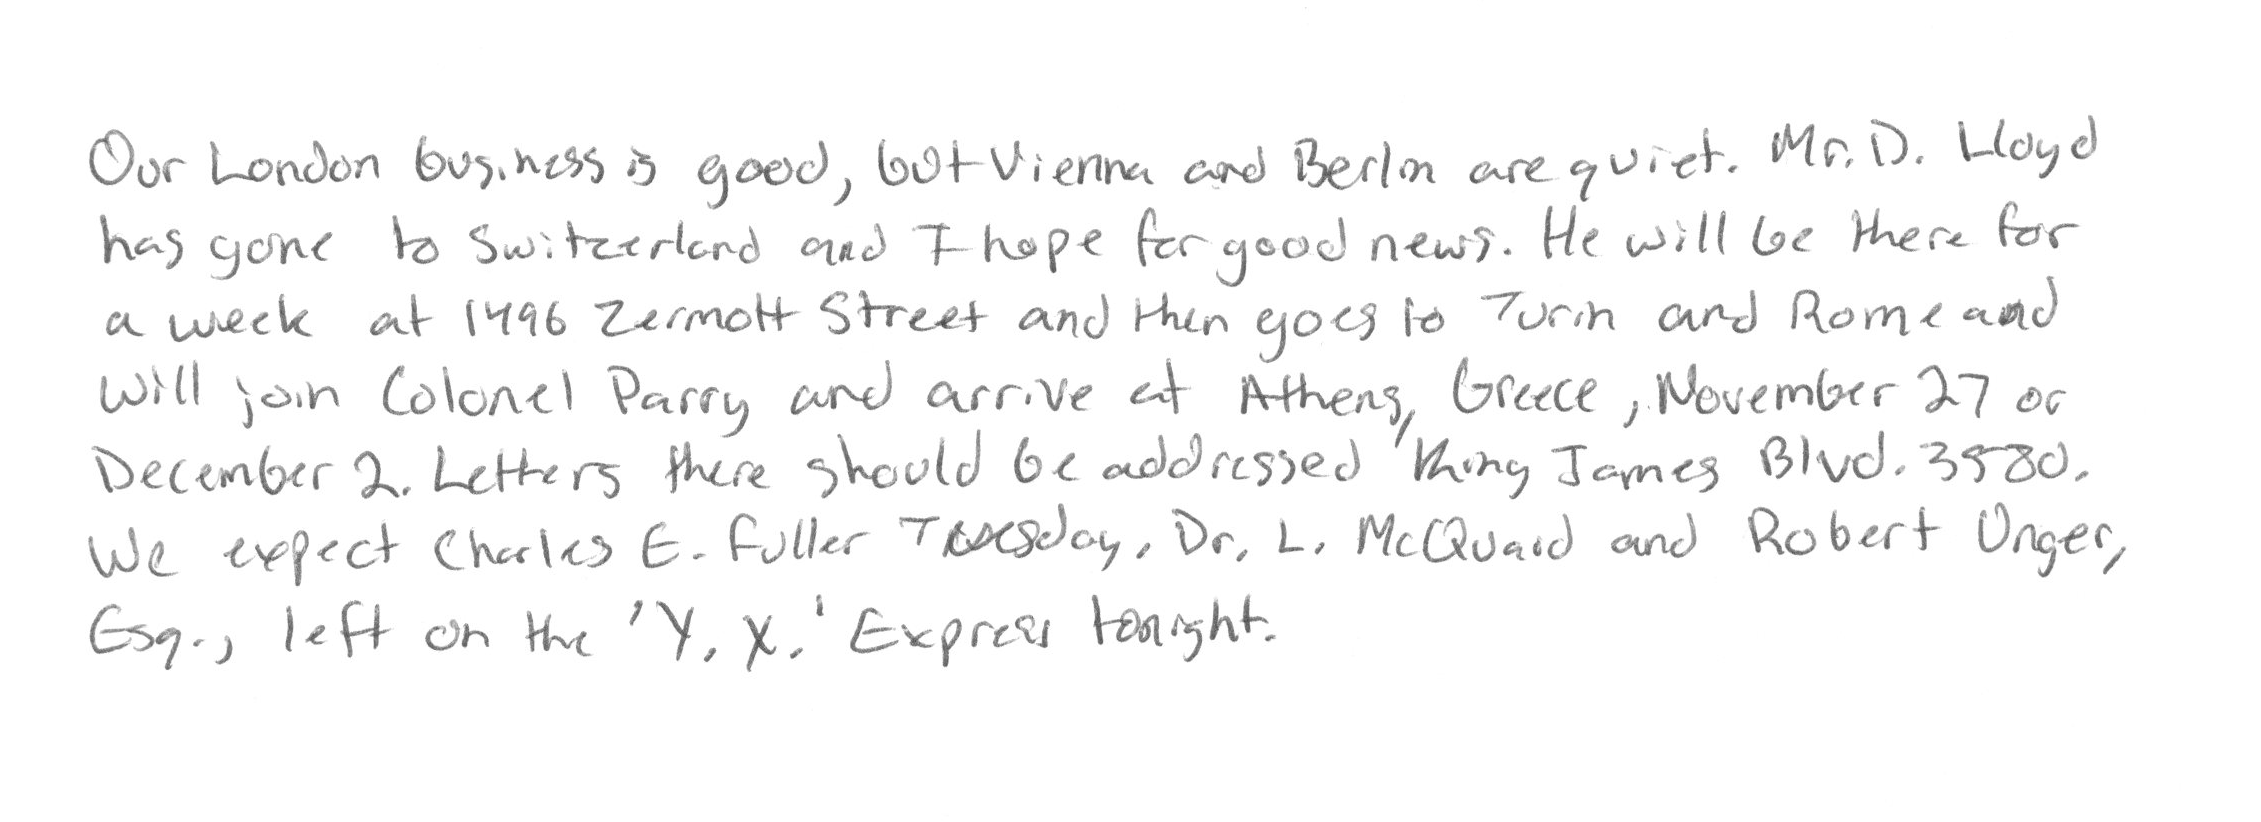 Our London business is good, but Vienna and Berlin are quiet. Mr. D. Lloyd
has gone to Switzerland and I hope for good news. He will be there for
a week at 1496 Zermott Street and then goes to Turin and Rome and
will join Colonel Parry and arrive at Athens, Greece, November 27 or
December 2. Letters there should be addressed 'King James Blvd. 3580.
We expect Charles E. Fuller Tuesday. Dr. L. McQuaid and Robert Unger,
Esq., left on the 'Y. X.' Express tonight.